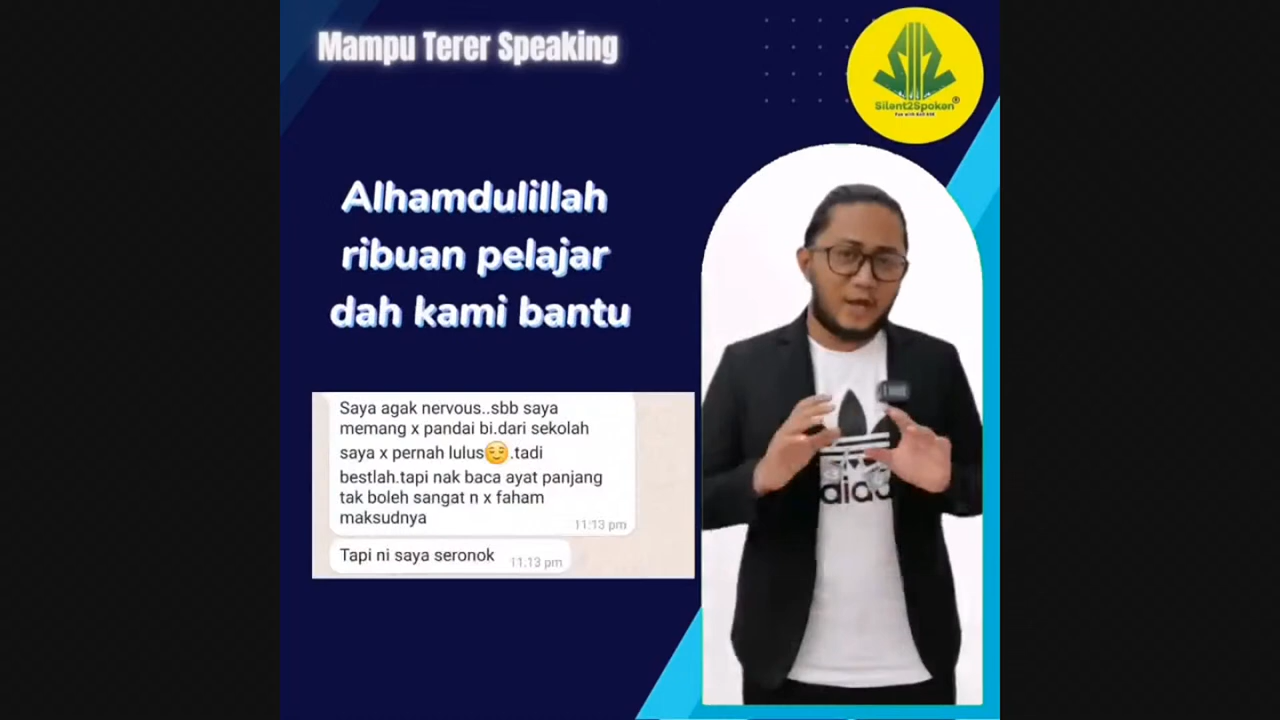 Mampu Terer Speaking
Silent2Spoken®
Alhamdulillah
ribuan pelajar
dah kami bantu
Saya agak nervous..sbb saya
memang x pandai bi.dari sekolah
saya x pernah lulus😌.tadi
bestlah.tapi nak baca ayat panjang
tak boleh sangat n x faham
maksudnya
11:13 pm
Tapi ni saya seronok
11:13 pm
adidas